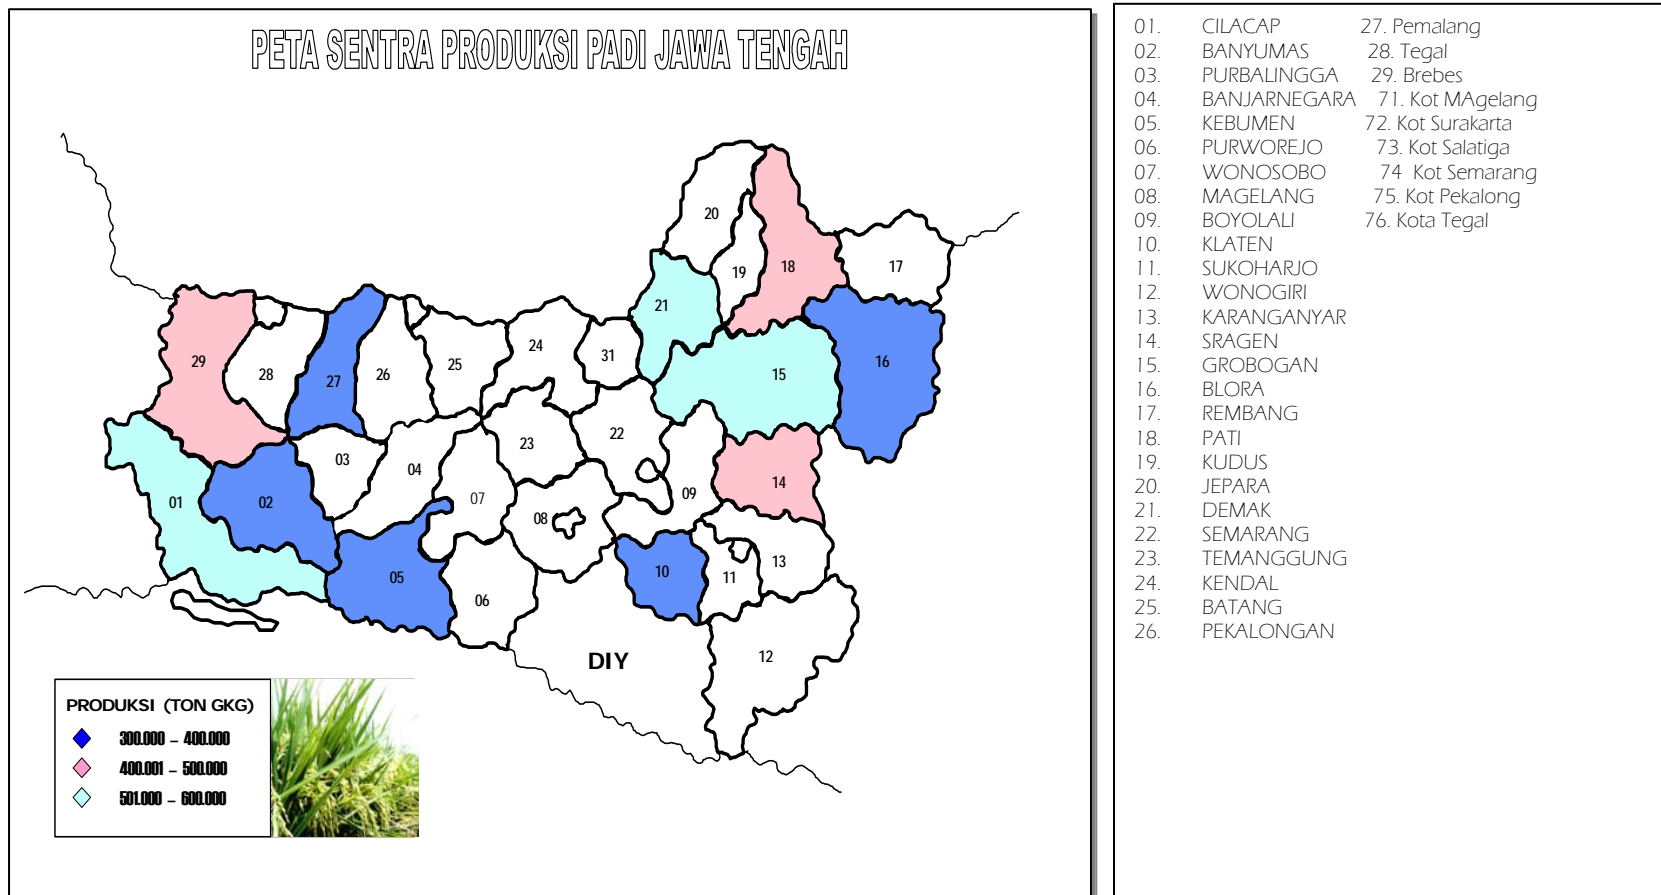 PETA SENTRA PRODUKSI PADI JAWA TENGAH
20
19
18
17
21
16
29
28
27
26
25
24
31
15
03
04
23
22
01
02
07
08
09
14
05
06
10
11
13
12
DIY
PRODUKSI (TON GKG)
300.000 – 400.000
400.001 – 500.000
501.000 – 600.000
01. CILACAP 27. Pemalang
02. BANYUMAS 28. Tegal
03. PURBALINGGA 29. Brebes
04. BANJARNEGARA 71. Kot MAgelang
05. KEBUMEN 72. Kot Surakarta
06. PURWOREJO 73. Kot Salatiga
07. WONOSOBO 74 Kot Semarang
08. MAGELANG 75. Kot Pekalong
09. BOYOLALI 76. Kota Tegal
10. KLATEN
11. SUKOHARJO
12. WONOGIRI
13. KARANGANYAR
14. SRAGEN
15. GROBOGAN
16. BLORA
17. REMBANG
18. PATI
19. KUDUS
20. JEPARA
21. DEMAK
22. SEMARANG
23. TEMANGGUNG
24. KENDAL
25. BATANG
26. PEKALONGAN